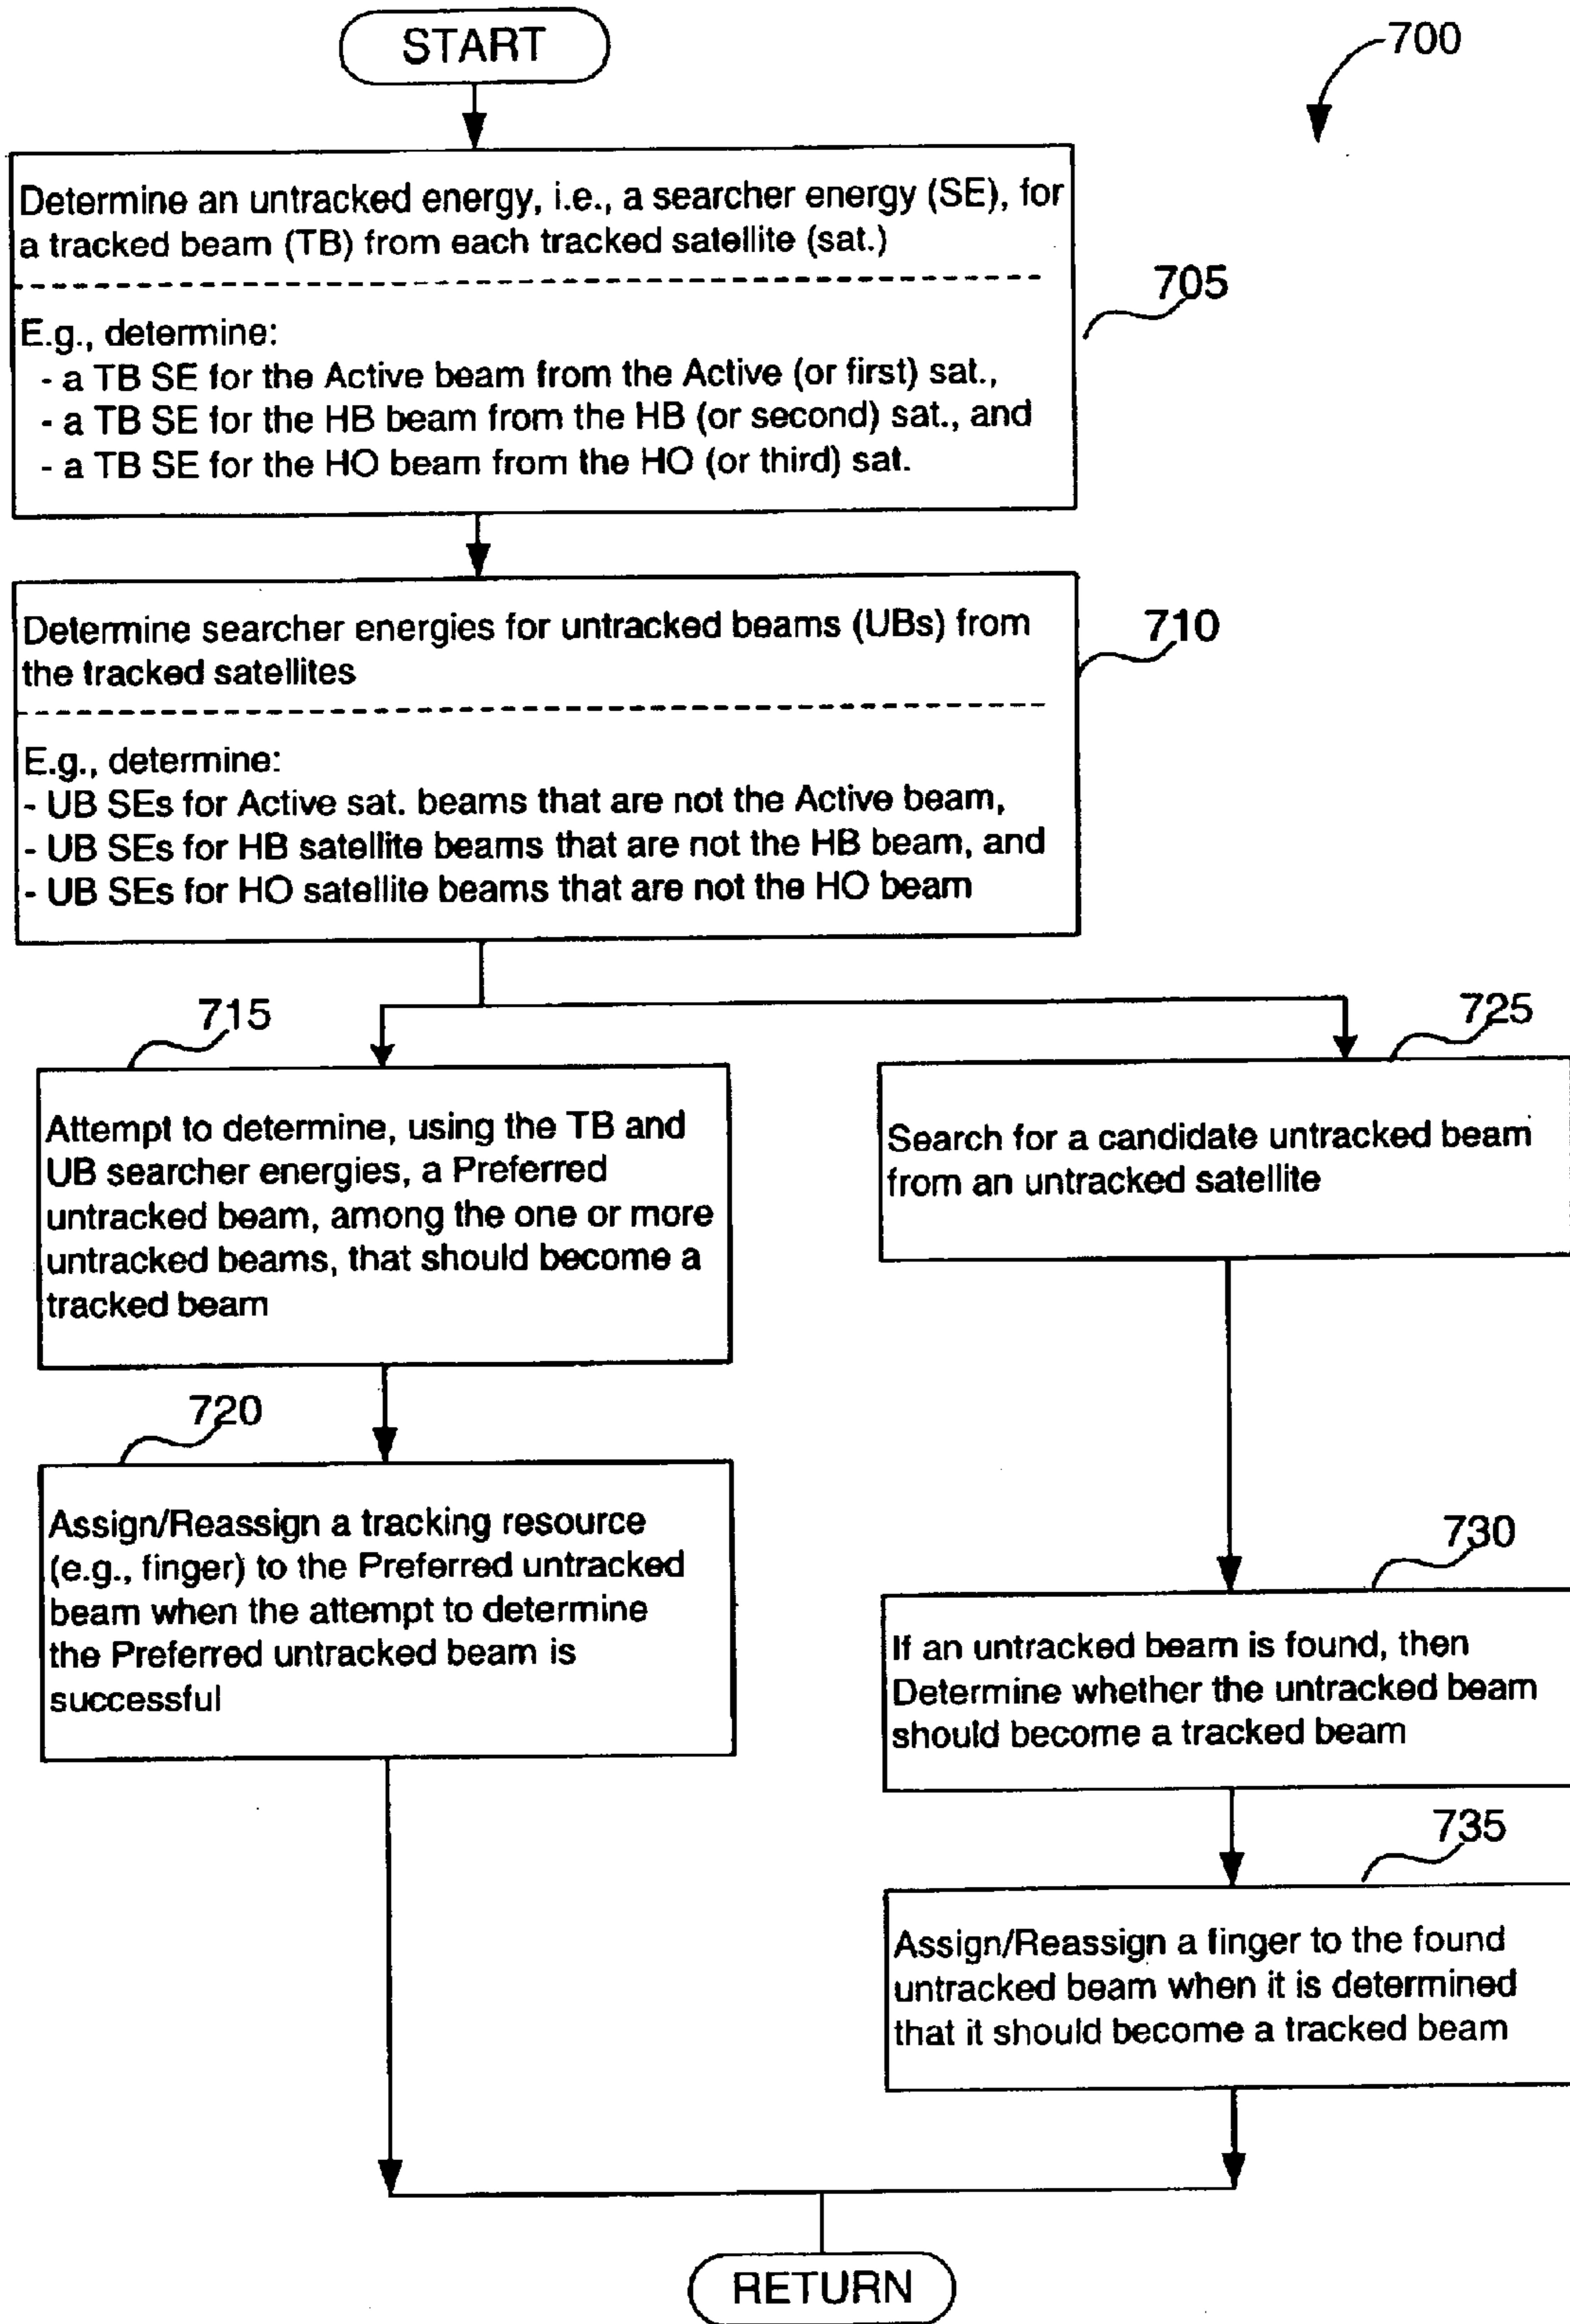 START
700
Determine an untracked energy, i.e., a searcher energy (SE), for
a tracked beam (TB) from each tracked satellite (sat.)
E.g., determine:
- a TB SE for the Active beam from the Active (or first) sat.,
- a TB SE for the HB beam from the HB (or second) sat., and
- a TB SE for the HO beam from the HO (or third) sat.
705
Determine searcher energies for untracked beams (UBs) from
the tracked satellites
E.g., determine:
- UB SEs for Active sat. beams that are not the Active beam,
- UB SEs for HB satellite beams that are not the HB beam, and
- UB SEs for HO satellite beams that are not the HO beam
710
715
Attempt to determine, using the TB and
UB searcher energies, a Preferred
untracked beam, among the one or more
untracked beams, that should become a
tracked beam
720
Assign/Reassign a tracking resource
(e.g., finger) to the Preferred untracked
beam when the attempt to determine
the Preferred untracked beam is
successful
725
Search for a candidate untracked beam
from an untracked satellite
730
If an untracked beam is found, then
Determine whether the untracked beam
should become a tracked beam
735
Assign/Reassign a finger to the found
untracked beam when it is determined
that it should become a tracked beam
RETURN